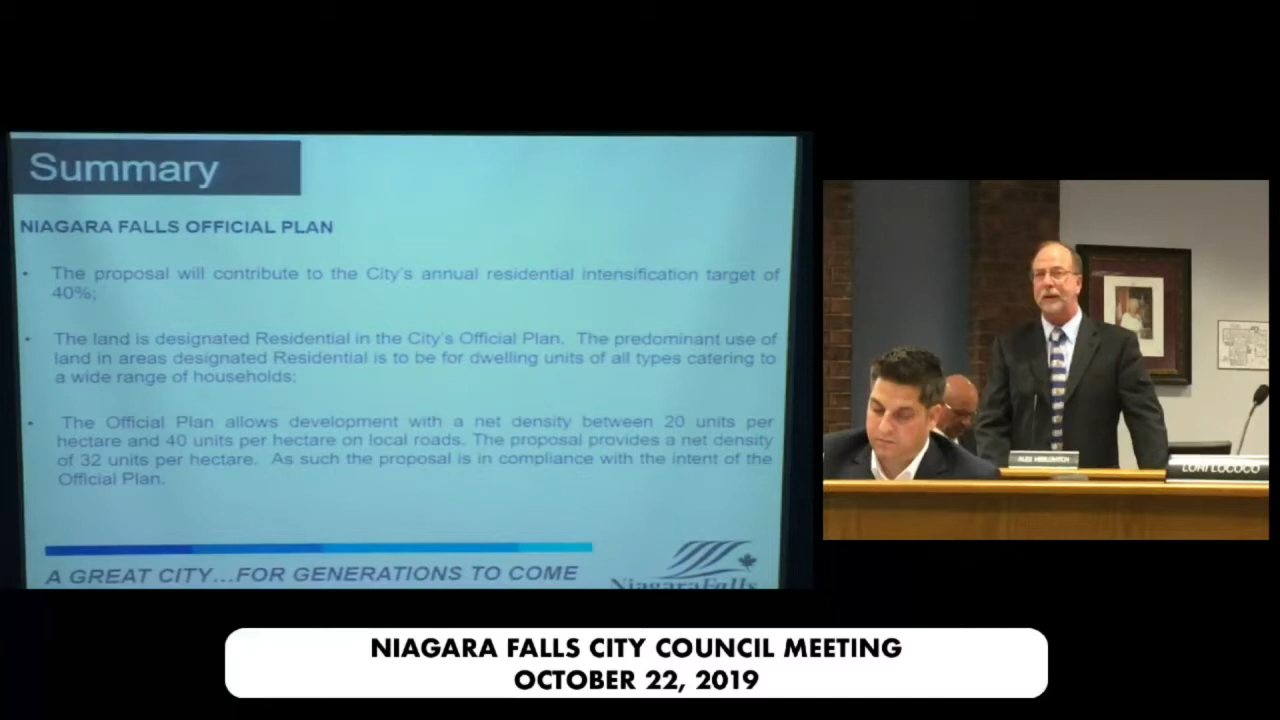 Summary
NIAGARA FALLS OFFICIAL PLAN
• The proposal will contribute to the City's annual residential intensification target of
40%;
• The land is designated Residential in the City's Official Plan. The predominant use of
land in areas designated Residential is to be for dwelling units of all types catering to
a wide range of households;
• The Official Plan allows development with a net density between 20 units per
hectare and 40 units per hectare on local roads. The proposal provides a net density
of 32 units per hectare. As such the proposal is in compliance with the intent of the
Official Plan.
A GREAT CITY...FOR GENERATIONS TO COME
NiagaraFalls
ALEX
LORI LOCOCO
NIAGARA FALLS CITY COUNCIL MEETING
OCTOBER 22, 2019